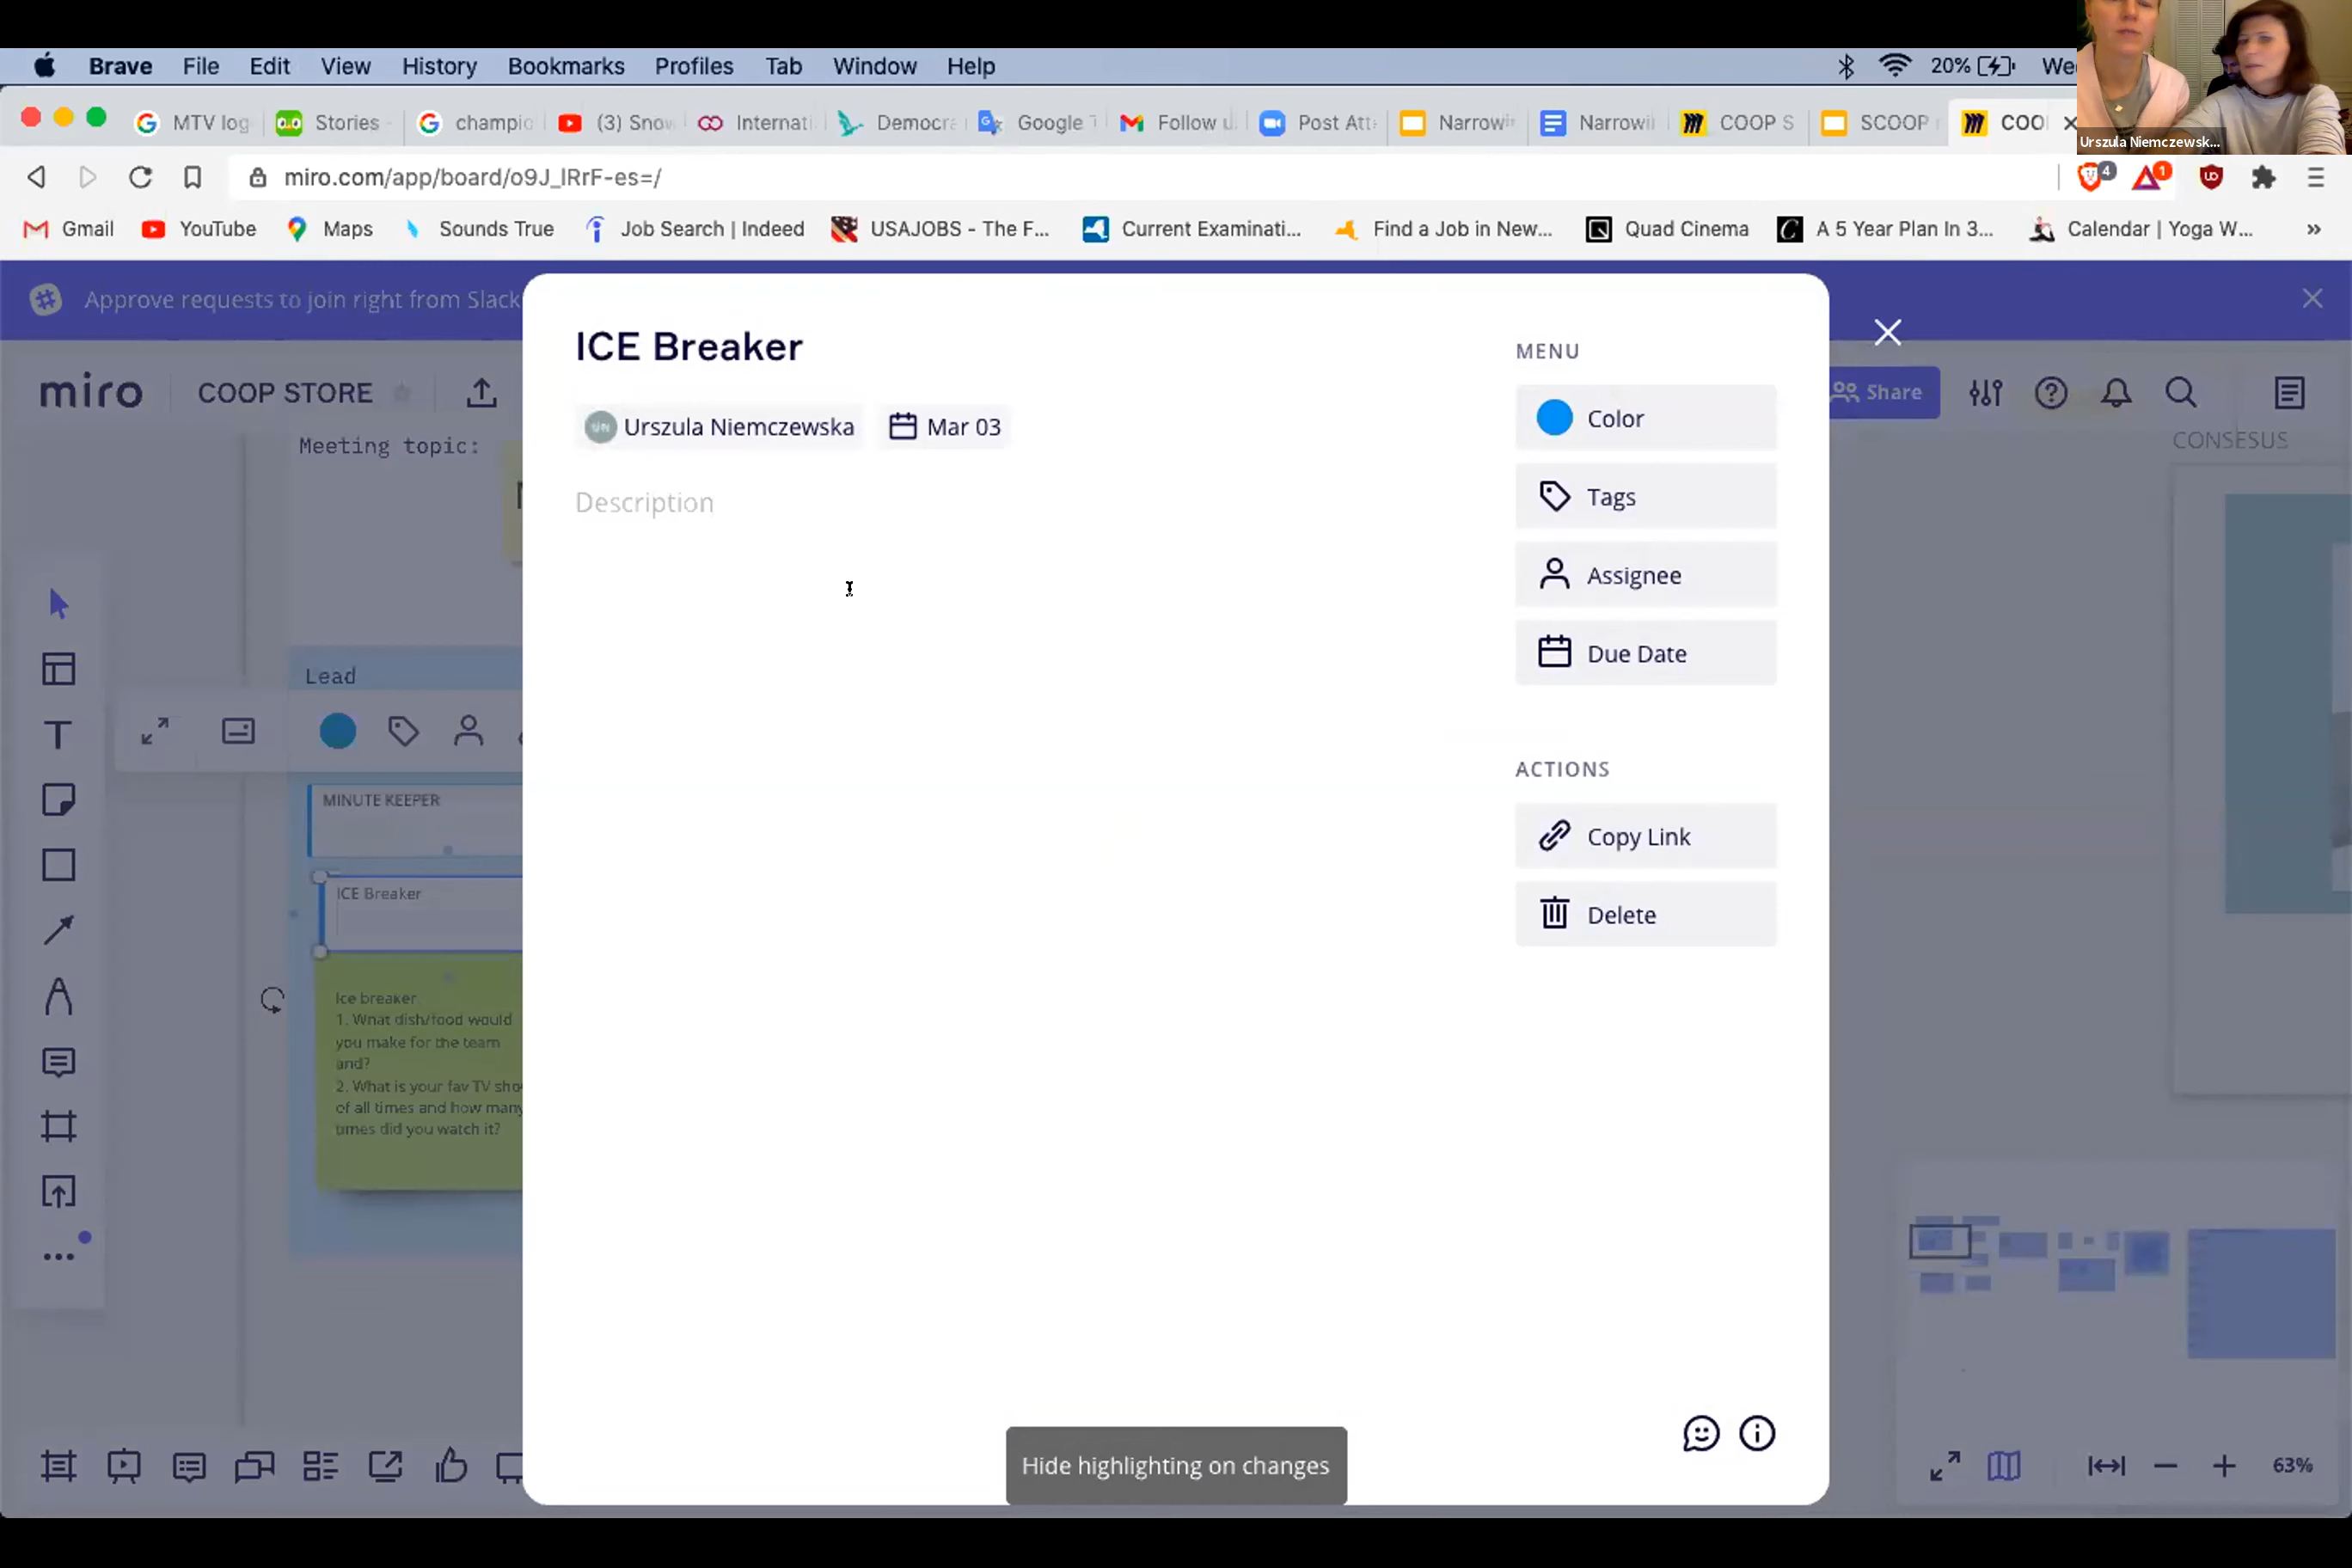 Brave File Edit View History Bookmarks Profiles Tab Window Help 20%
MTV log Stories champio (3) Snow Internati Democra Google T Follow u Post Att Narrowi Narrowi COOP S SCOOP COO
Urszula Niemczewsk...
miro.com/app/board/o9J_lRrF-es=/ 4 1
Gmail YouTube Maps Sounds True Job Search | Indeed USAJOBS - The F... Current Examinati... Find a Job in New... Quad Cinema A 5 Year Plan In 3... Calendar | Yoga W... »
Approve requests to join right from Slack
miro COOP STORE Share
Meeting topic:
CONSESUS
ICE Breaker
UN Urszula Niemczewska Mar 03
Description
MENU
Color
Tags
Assignee
Due Date
ACTIONS
Copy Link
Delete
Lead
MINUTE KEEPER
ICE Breaker
Ice breaker
1. What dish/food would
you make for the team
and?
2. What is your fav TV sho
of all times and how many
times did you watch it?
Hide highlighting on changes
63%